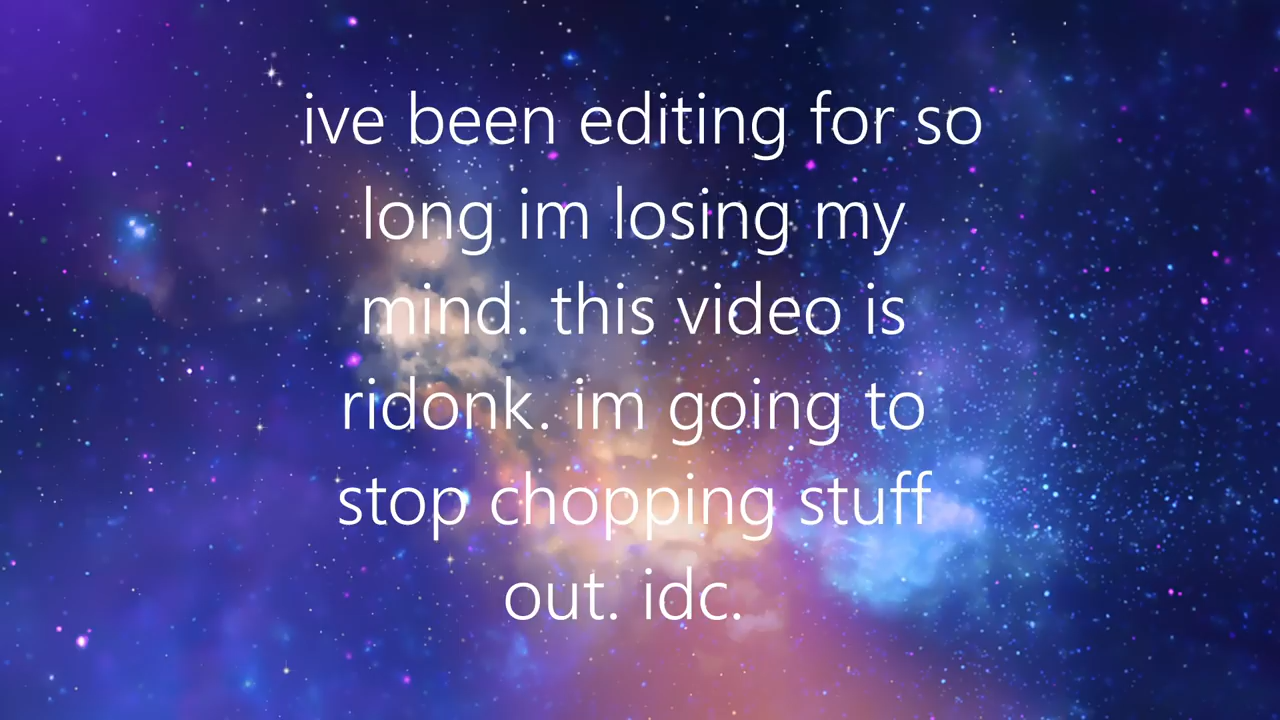 ive been editing for so
long im losing my
mind. this video is
ridonk. im going to
stop chopping stuff
out. idc.